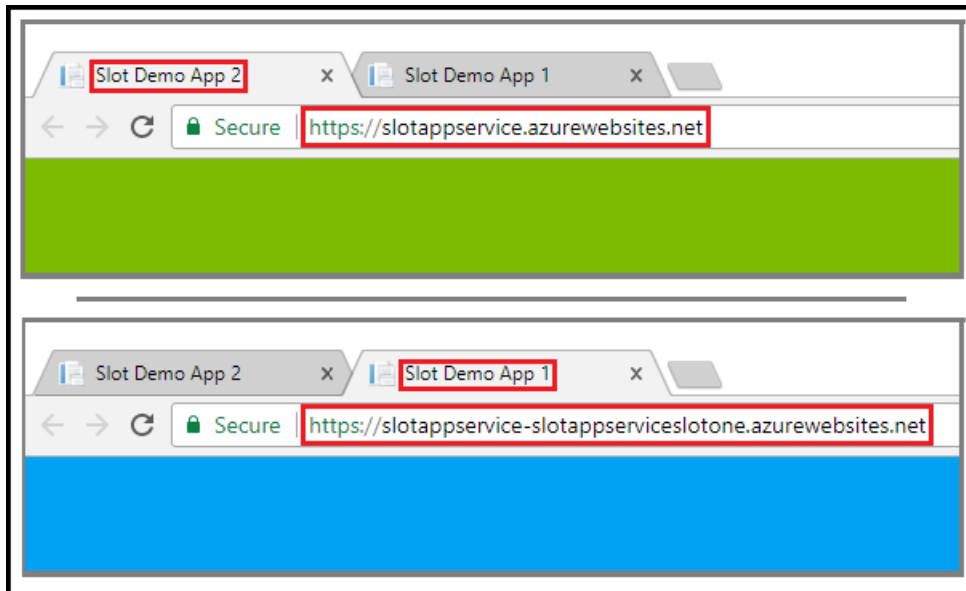 Slot Demo App 2 x Slot Demo App 1 x
Secure https://slotappservice.azurewebsites.net
Slot Demo App 2 x Slot Demo App 1 x
Secure https://slotappservice-slotappserviceslotone.azurewebsites.net